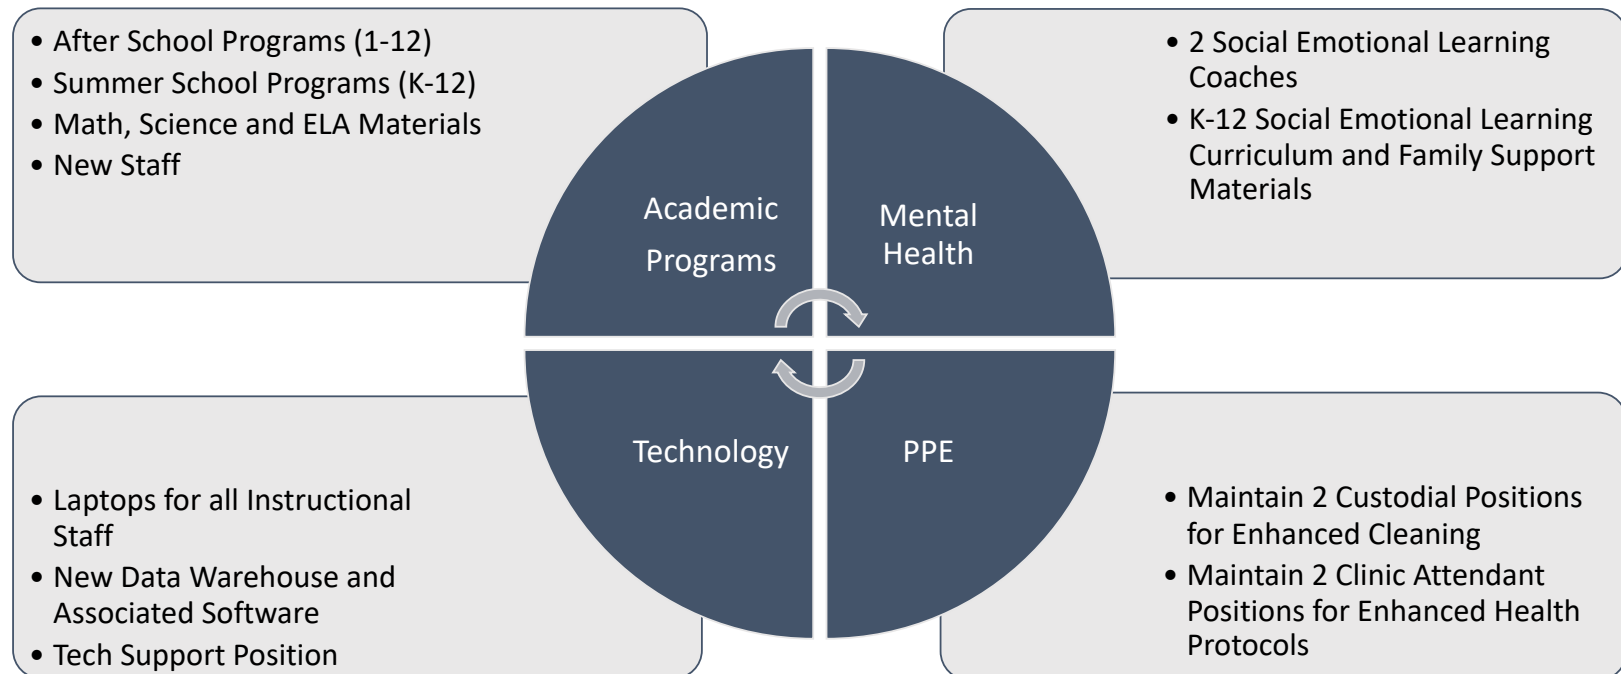 • After School Programs (1-12)
• Summer School Programs (K-12)
• Math, Science and ELA Materials
• New Staff
• 2 Social Emotional Learning
Coaches
• K-12 Social Emotional Learning
Curriculum and Family Support
Materials
Academic
Programs
Mental
Health
Technology
PPE
• Laptops for all Instructional
Staff
• New Data Warehouse and
Associated Software
• Tech Support Position
• Maintain 2 Custodial Positions
for Enhanced Cleaning
• Maintain 2 Clinic Attendant
Positions for Enhanced Health
Protocols